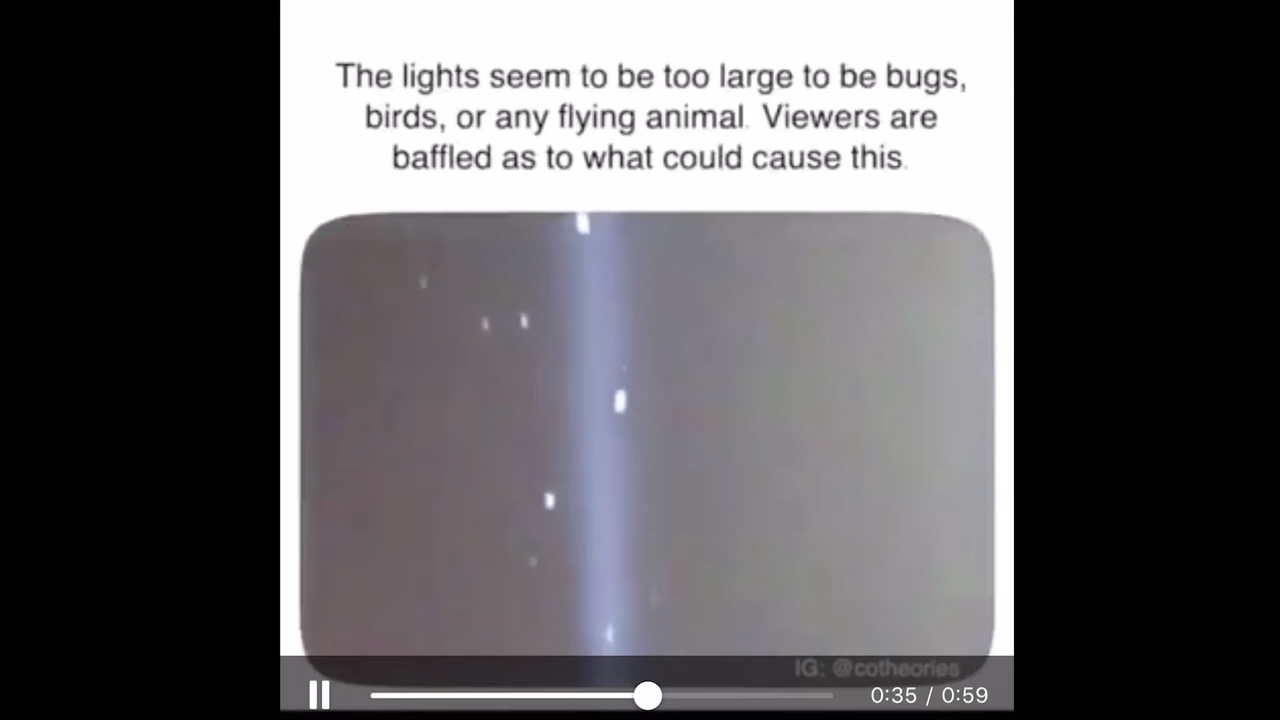 The lights seem to be too large to be bugs,
birds, or any flying animal. Viewers are
baffled as to what could cause this.
IG: @cotheories
0:35 / 0:59